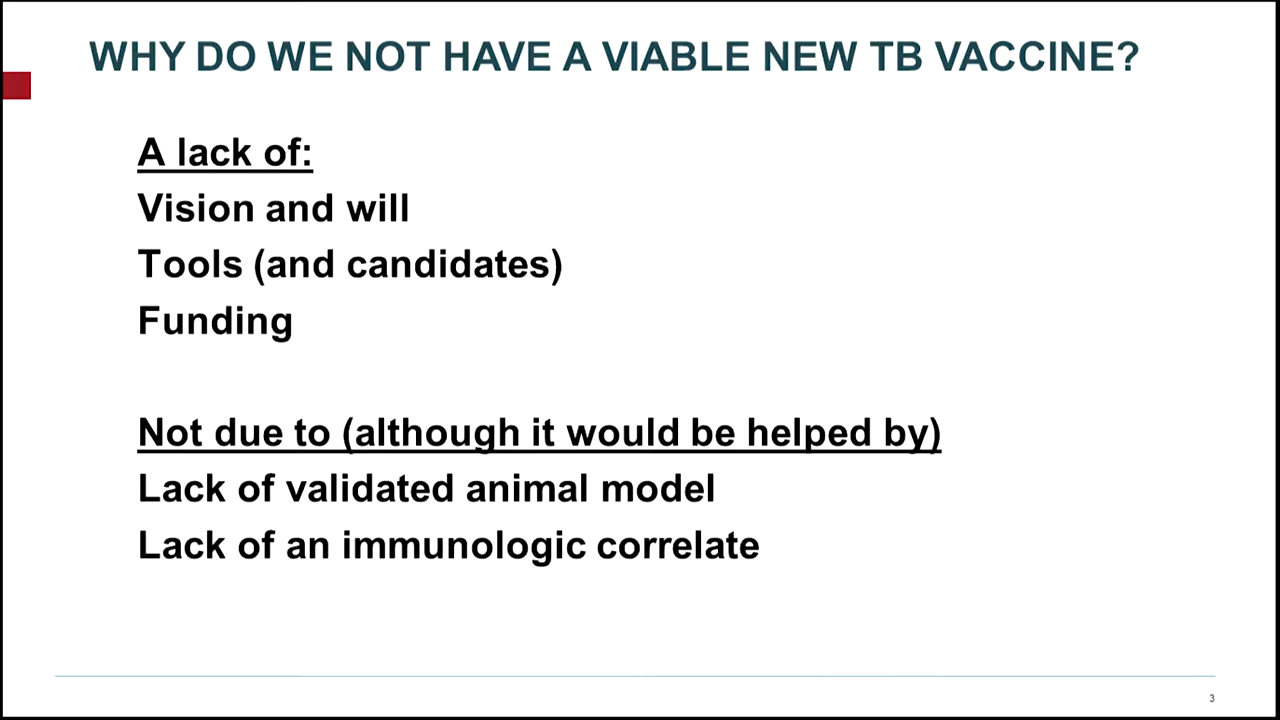 WHY DO WE NOT HAVE A VIABLE NEW TB VACCINE?
A lack of:
Vision and will
Tools (and candidates)
Funding
Not due to (although it would be helped by)
Lack of validated animal model
Lack of an immunologic correlate
3